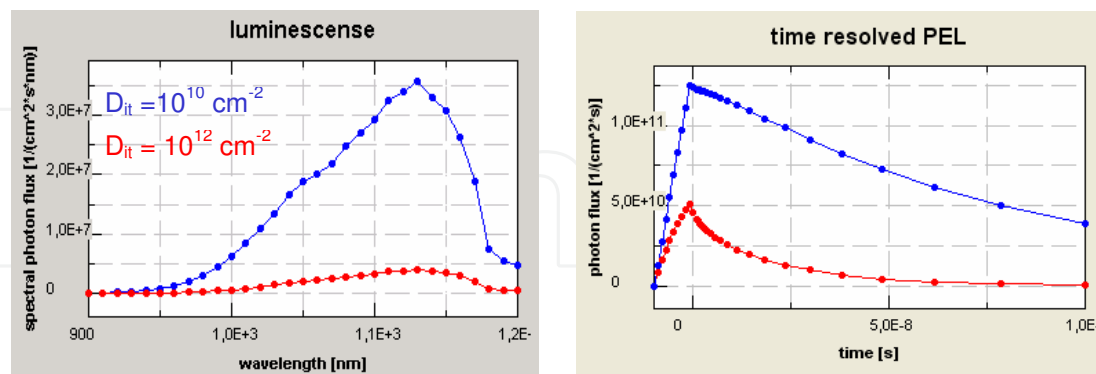 luminescense
spectral photon flux [1/(cm^2*s*nm)]
3,0E+7
2,0E+7
1,0E+7
0
D_it =10^10 cm^-2
D_it = 10^12 cm^-2
900
1,0E+3
1,1E+3
1,2E-
wavelength [nm]
time resolved PEL
photon flux [1/(cm^2*s)]
1,0E+11
5,0E+10
0
0
5,0E-8
1,0E-
time [s]